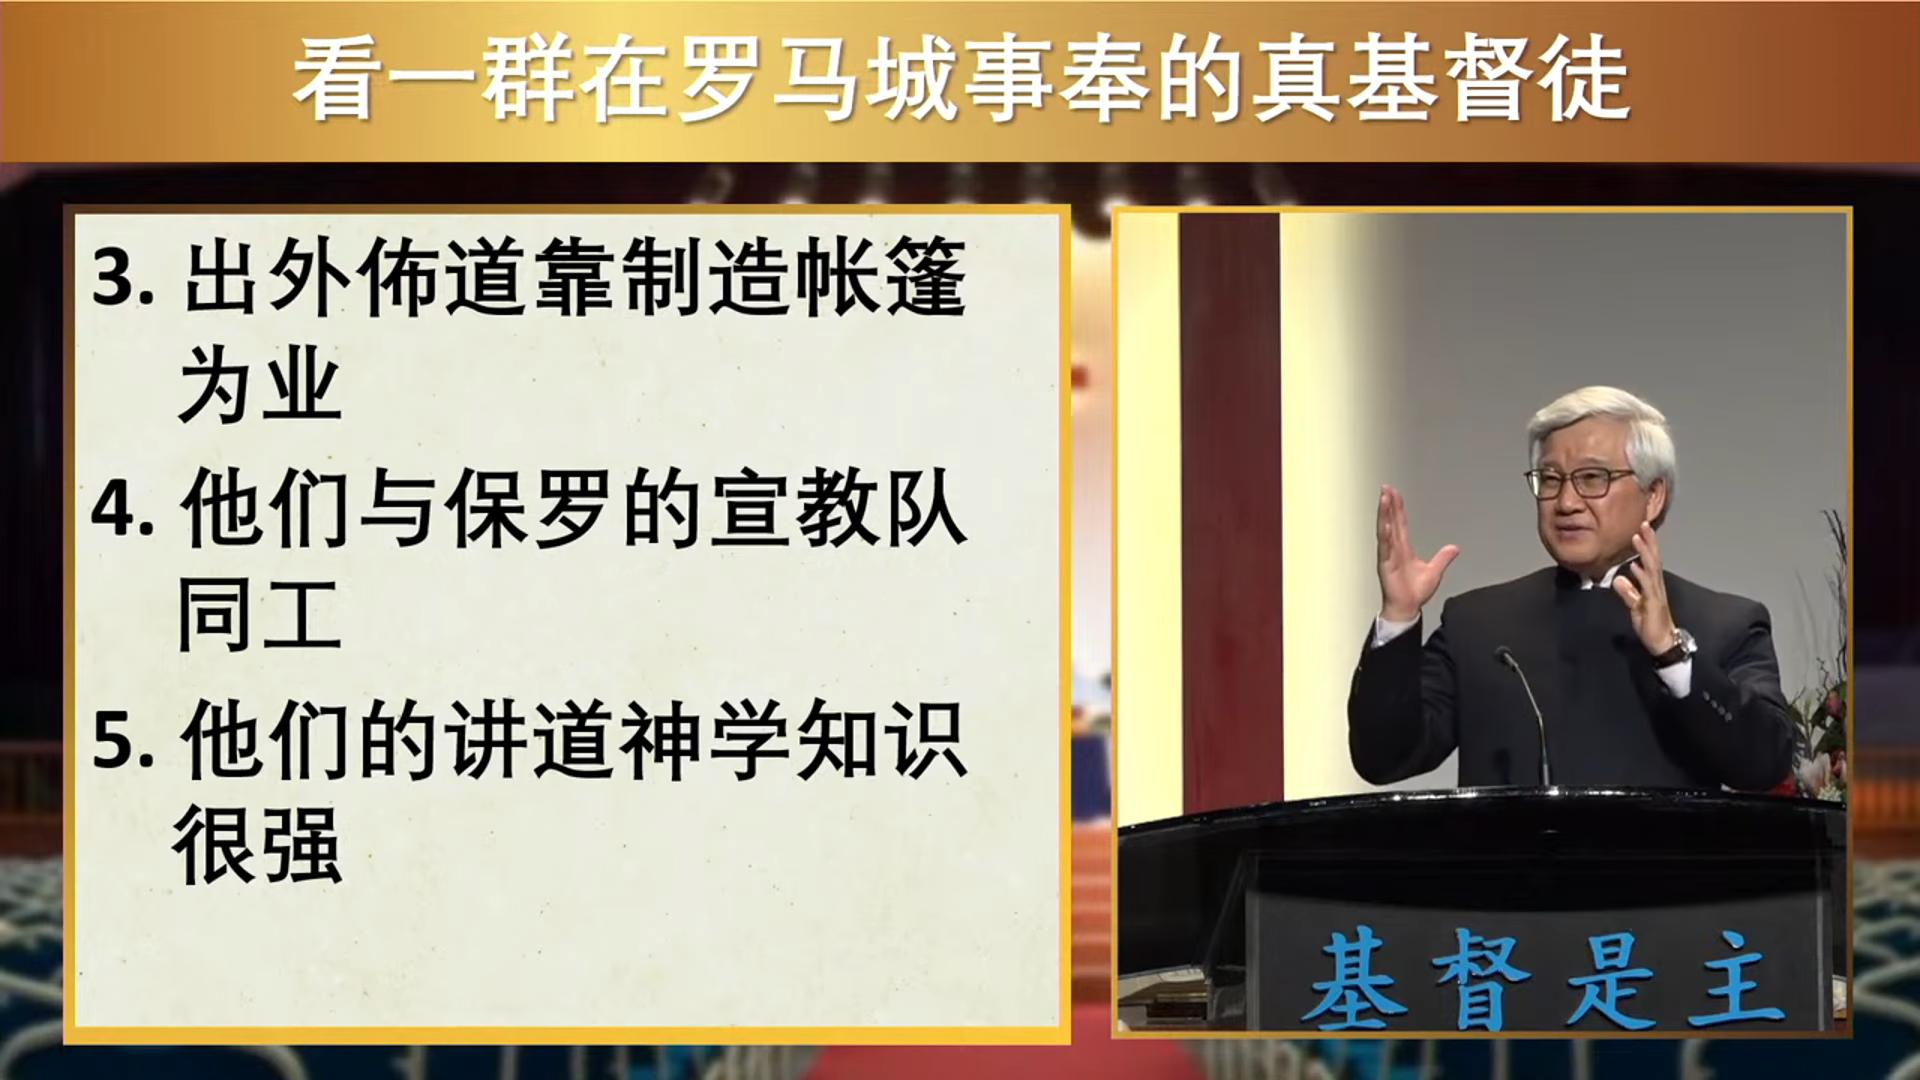 看一群在罗马城事奉的真基督徒
3. 出外佈道靠制造帐篷
为业
4. 他们与保罗的宣教队
同工
5. 他们的讲道神学知识
很强
基督是主